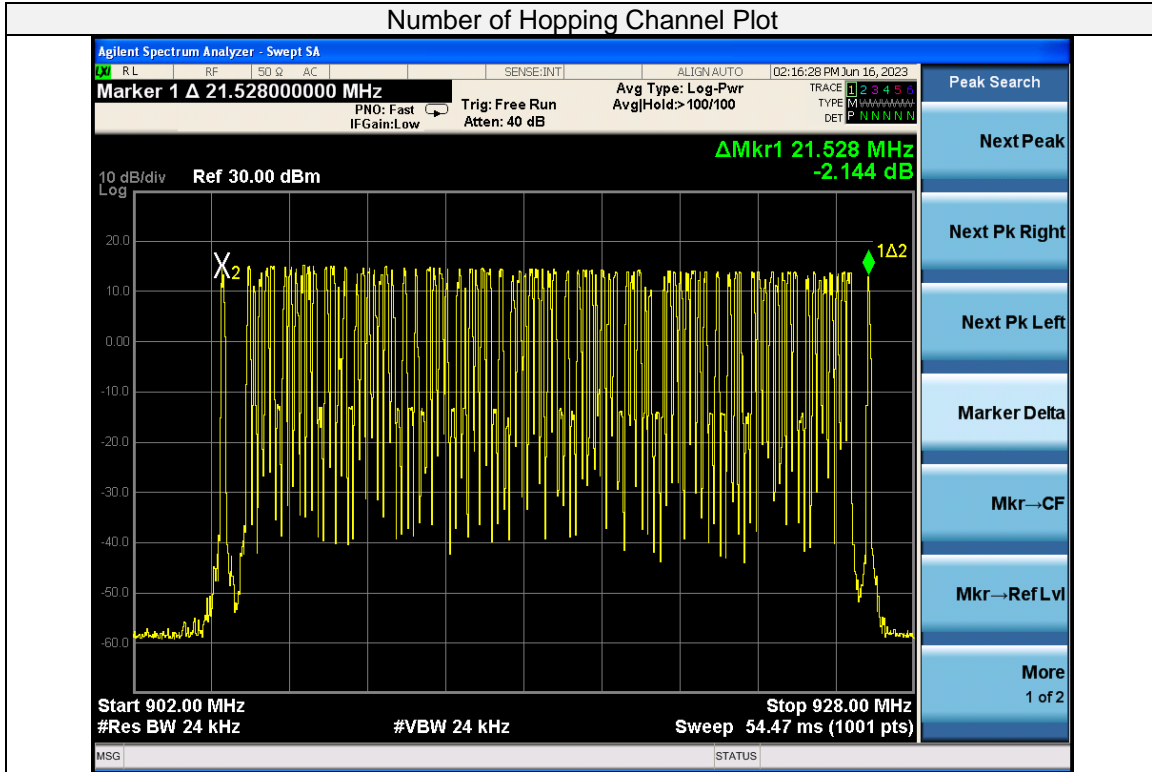 Number of Hopping Channel Plot
Agilent Spectrum Analyzer - Swept SA
LXI RL RF 50 Ω AC SENSE:INT ALIGN AUTO 02:16:28 PM Jun 16, 2023
Marker 1 Δ 21.528000000 MHz
PNO: Fast
IFGain:Low
Trig: Free Run
Atten: 40 dB
Avg Type: Log-Pwr
Avg|Hold:>100/100
TRACE 1 2 3 4 5 6
TYPE M
DET P N N N N N
ΔMkr1 21.528 MHz
-2.144 dB
10 dB/div Ref 30.00 dBm
Log
20.0
10.0
0.00
-10.0
-20.0
-30.0
-40.0
-50.0
-60.0
X2
1Δ2
Start 902.00 MHz
Stop 928.00 MHz
#Res BW 24 kHz
#VBW 24 kHz
Sweep 54.47 ms (1001 pts)
MSG
STATUS
Peak Search
Next Peak
Next Pk Right
Next Pk Left
Marker Delta
Mkr→CF
Mkr→Ref Lvl
More
1 of 2